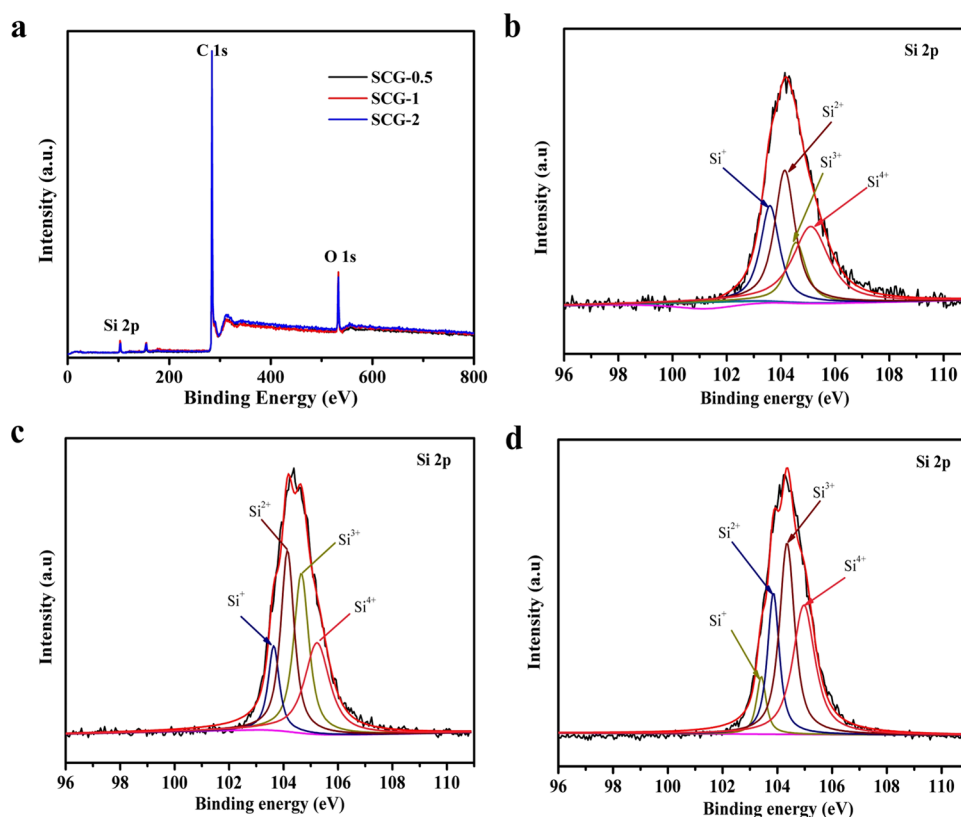 a
C 1s
SCG-0.5
SCG-1
SCG-2
O 1s
Si 2p
Intensity (a.u.)
0 200 400 600 800
Binding Energy (eV)
b
Si 2p
Si2+
Si+
Si3+
Si4+
Intensity (a.u)
96 98 100 102 104 106 108 110
Binding energy (eV)
c
Si 2p
Si2+
Si3+
Si+
Si4+
Intensity (a.u)
96 98 100 102 104 106 108 110
Binding energy (eV)
d
Si 2p
Si3+
Si2+
Si4+
Si+
Intensity (a.u)
96 98 100 102 104 106 108 110
Binding energy (eV)